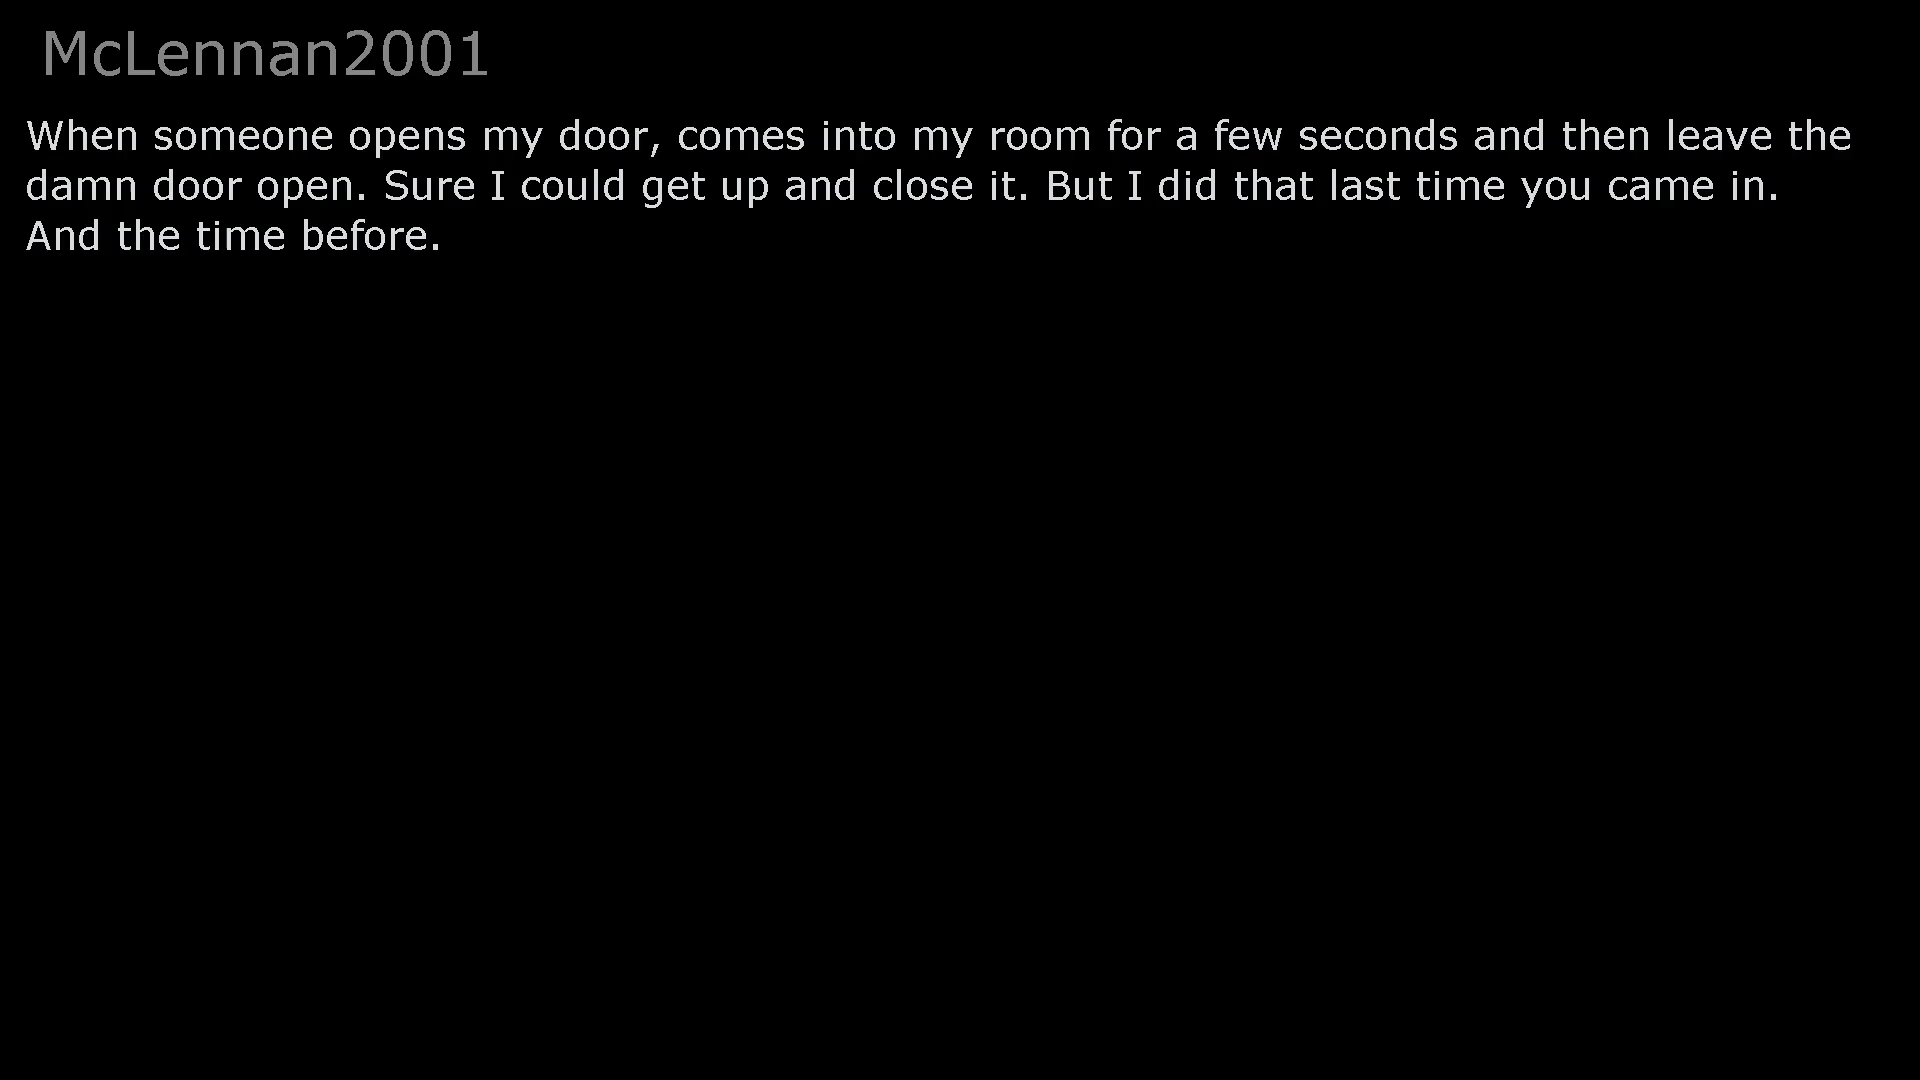 McLennan2001
When someone opens my door, comes into my room for a few seconds and then leave the
damn door open. Sure I could get up and close it. But I did that last time you came in.
And the time before.